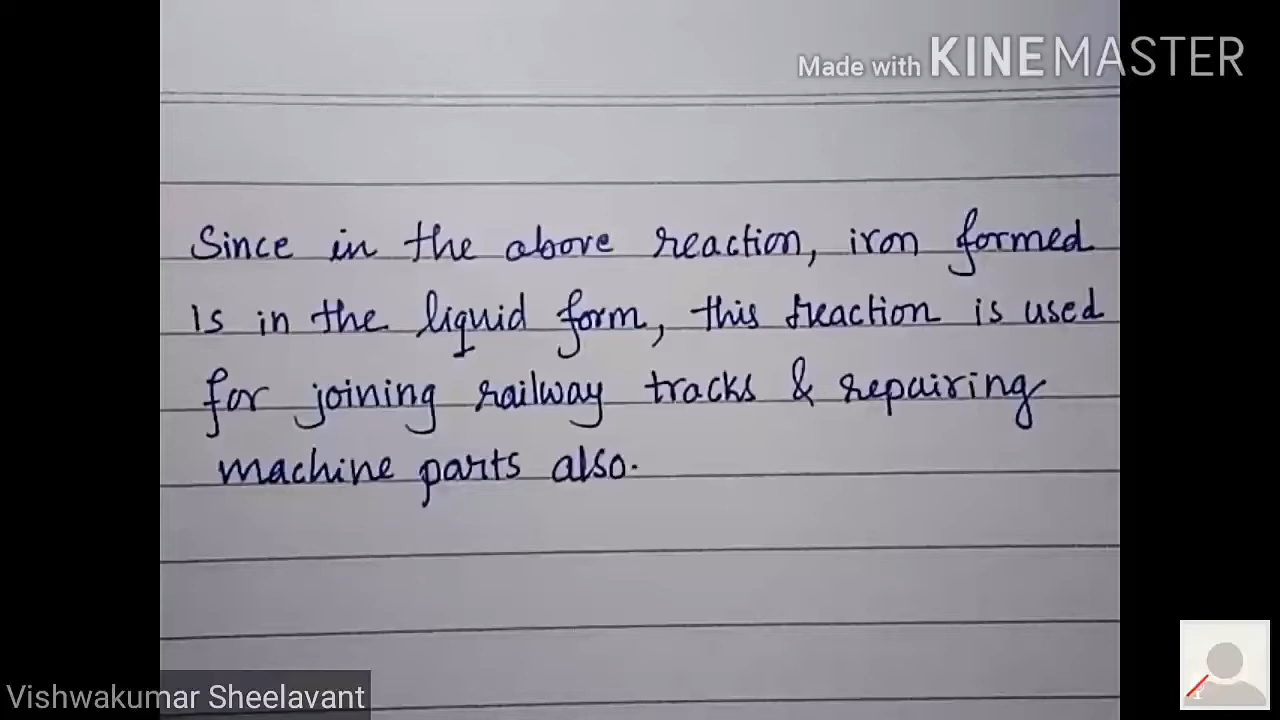 Made with KINEMASTER
Since in the above reaction, iron formed
is in the liquid form, this reaction is used
for joining railway tracks & repairing
machine parts also.
Vishwakumar Sheelavant